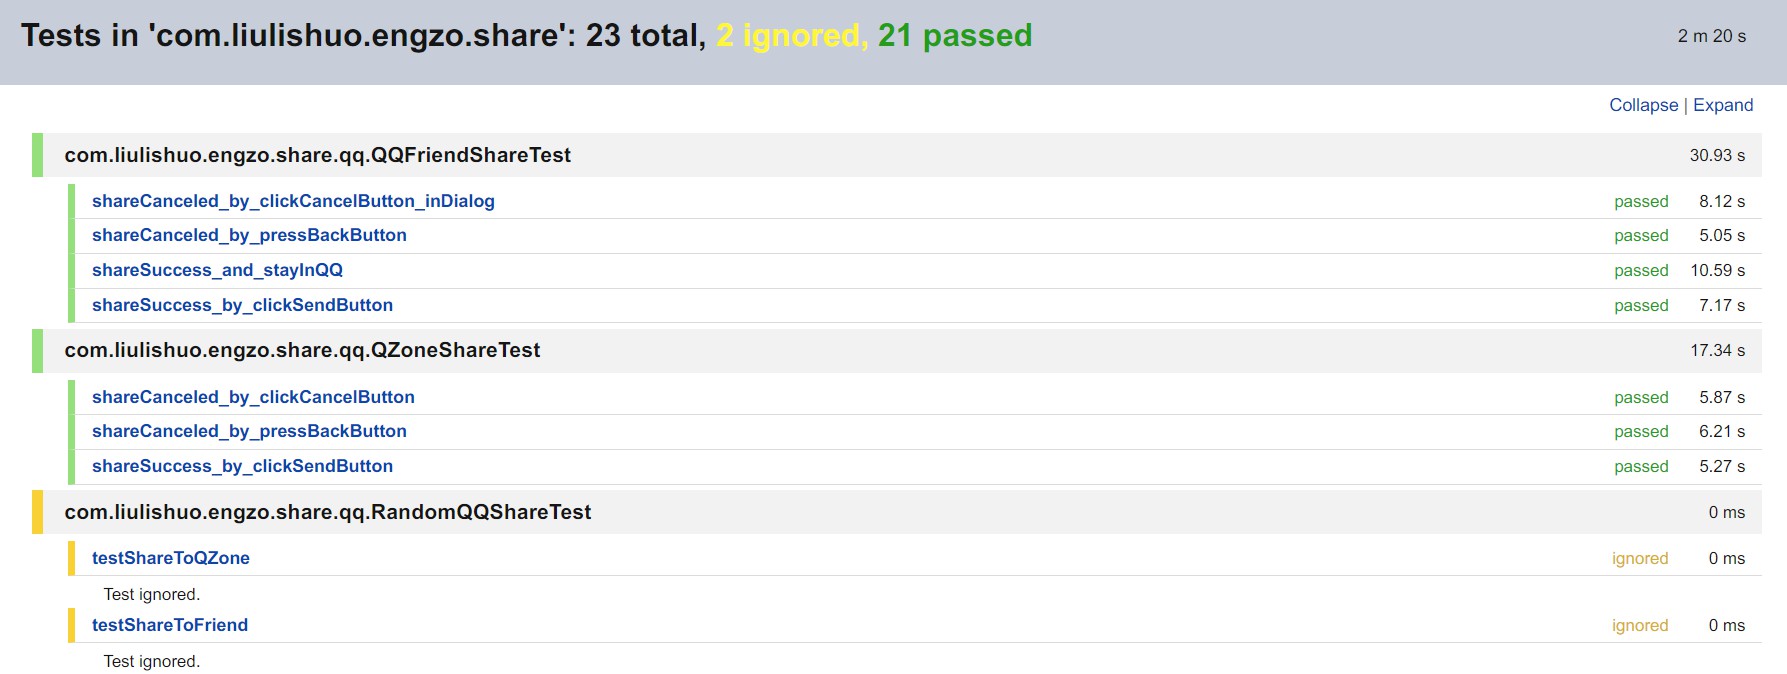 Tests in 'com.liulishuo.engzo.share': 23 total, 2 ignored, 21 passed 2 m 20 s
Collapse | Expand
com.liulishuo.engzo.share.qq.QQFriendShareTest 30.93 s
shareCanceled_by_clickCancelButton_inDialog passed 8.12 s
shareCanceled_by_pressBackButton passed 5.05 s
shareSuccess_and_stayInQQ passed 10.59 s
shareSuccess_by_clickSendButton passed 7.17 s
com.liulishuo.engzo.share.qq.QZoneShareTest 17.34 s
shareCanceled_by_clickCancelButton passed 5.87 s
shareCanceled_by_pressBackButton passed 6.21 s
shareSuccess_by_clickSendButton passed 5.27 s
com.liulishuo.engzo.share.qq.RandomQQShareTest 0 ms
testShareToQZone ignored 0 ms
Test ignored.
testShareToFriend ignored 0 ms
Test ignored.